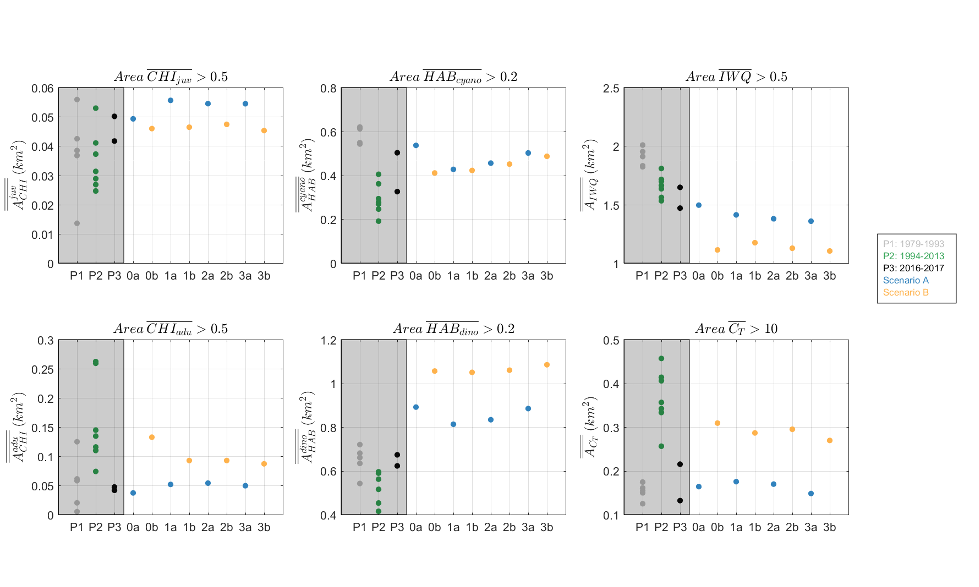 Area CHI_juv > 0.5
Area HAB_cyano > 0.2
Area IWQ > 0.5
0.06
0.05
0.04
0.03
0.02
0.01
0
A_CHI^juv (km²)
P1 P2 P3 0a 0b 1a 1b 2a 2b 3a 3b
0.8
0.6
0.4
0.2
0
A_HAB^cyano (km²)
P1 P2 P3 0a 0b 1a 1b 2a 2b 3a 3b
2.5
2
1.5
1
A_IWQ (km²)
P1 P2 P3 0a 0b 1a 1b 2a 2b 3a 3b
P1: 1979-1993
P2: 1994-2013
P3: 2016-2017
Scenario A
Scenario B
Area CHI_adu > 0.5
Area HAB_dino > 0.2
Area C_T > 10
0.3
0.25
0.2
0.15
0.1
0.05
0
A_CHI^adu (km²)
P1 P2 P3 0a 0b 1a 1b 2a 2b 3a 3b
1.2
1
0.8
0.6
0.4
A_HAB^dino (km²)
P1 P2 P3 0a 0b 1a 1b 2a 2b 3a 3b
0.5
0.4
0.3
0.2
0.1
A_C_T (km²)
P1 P2 P3 0a 0b 1a 1b 2a 2b 3a 3b